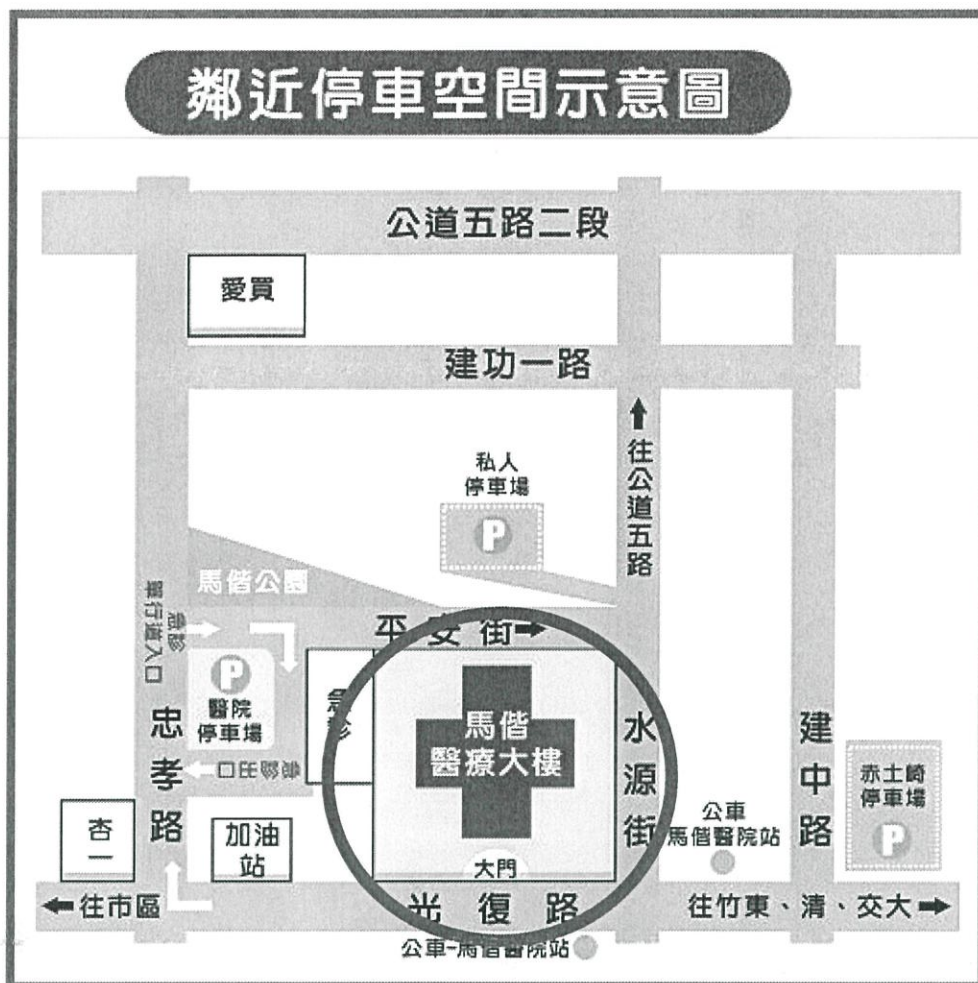 鄰近停車空間示意圖
公道五路二段
愛買
建功一路
往公道五路
私人
停車場
P
馬偕公園
平安街
急診
單行道入口
P
醫院
停車場
急診
馬偕
醫療大樓
急診出口
忠孝路
水源街
建中路
赤土崎
停車場
P
公車
馬偕醫院站
杏一
加油站
大門
往市區
光復路
往竹東、清、交大
公車-馬偕醫院站